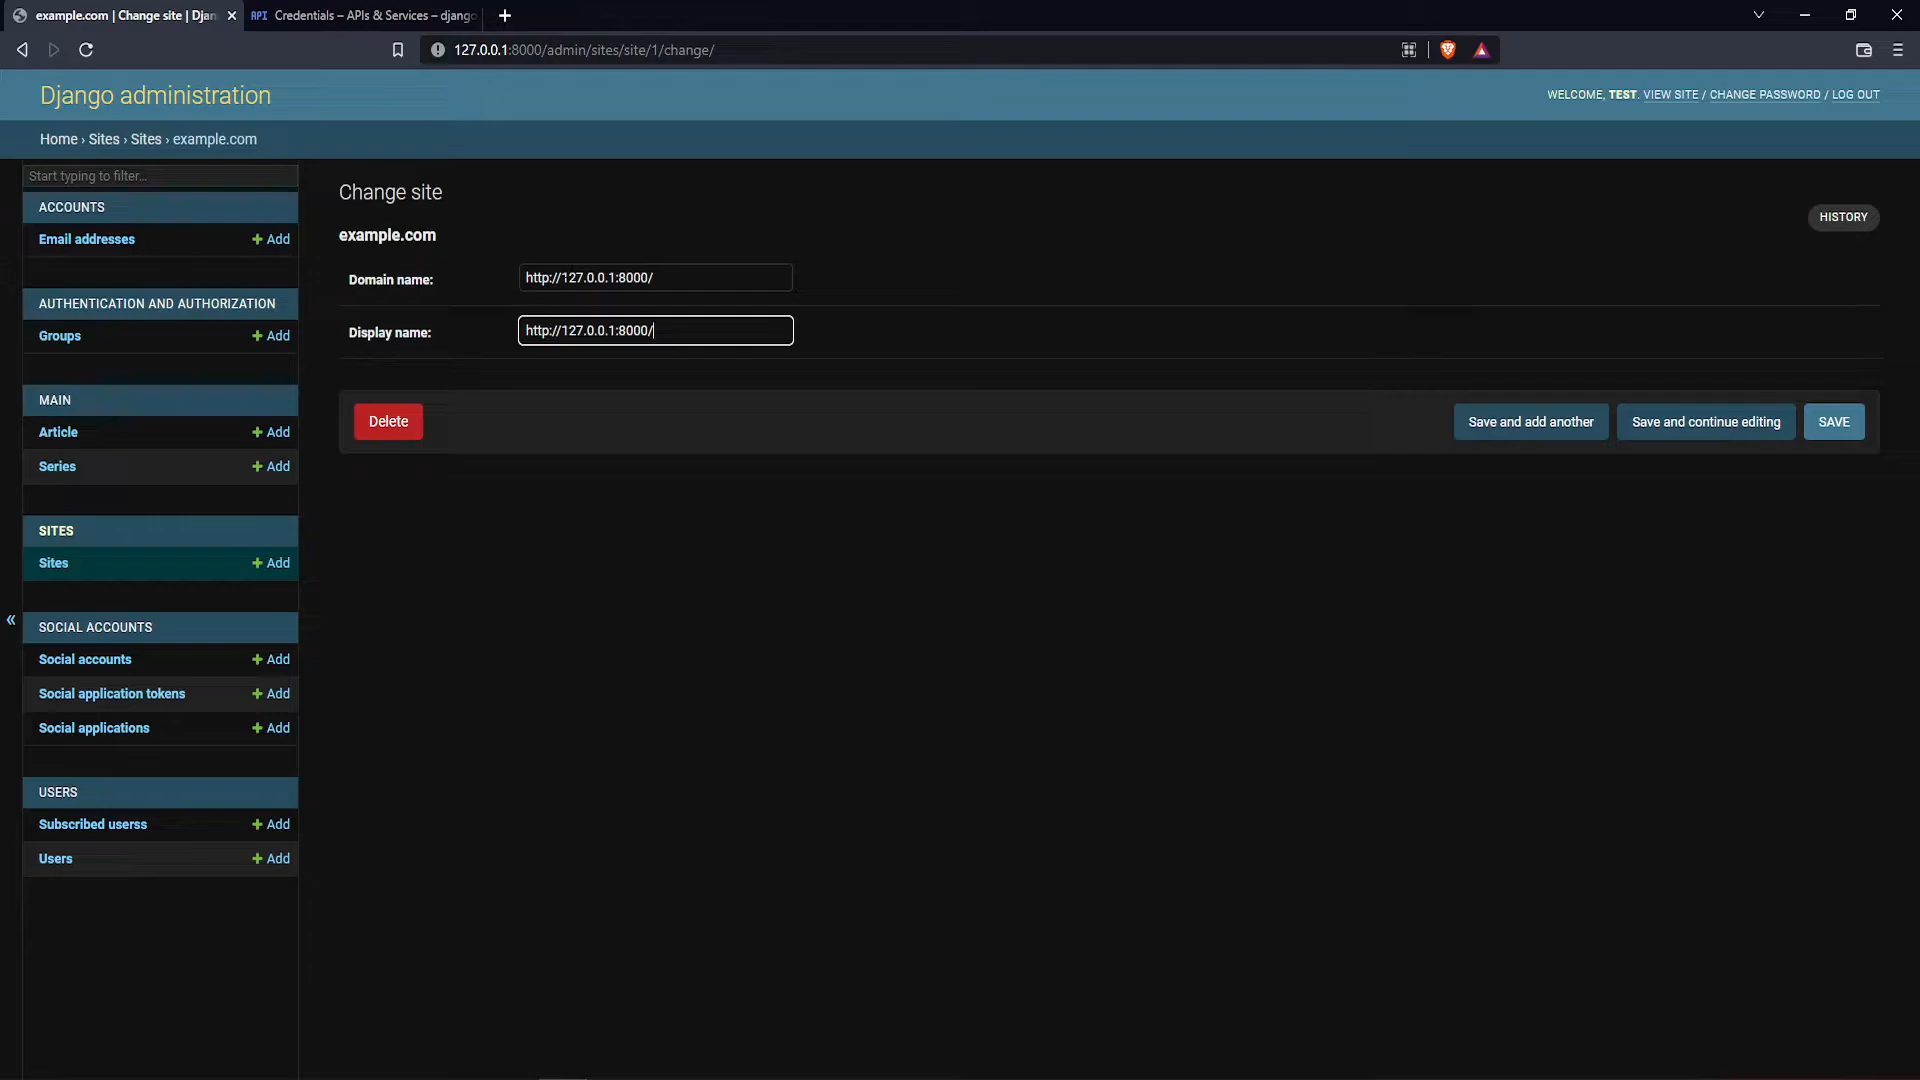 example.com | Change site | Djan
API Credentials – APIs & Services – django
127.0.0.1:8000/admin/sites/site/1/change/
Django administration
WELCOME, TEST. VIEW SITE / CHANGE PASSWORD / LOG OUT
Home › Sites › Sites › example.com
Start typing to filter...
ACCOUNTS
Email addresses + Add
AUTHENTICATION AND AUTHORIZATION
Groups + Add
MAIN
Article + Add
Series + Add
SITES
Sites + Add
«
SOCIAL ACCOUNTS
Social accounts + Add
Social application tokens + Add
Social applications + Add
USERS
Subscribed userss + Add
Users + Add
Change site
HISTORY
example.com
Domain name: http://127.0.0.1:8000/
Display name: http://127.0.0.1:8000/
Delete
Save and add another
Save and continue editing
SAVE